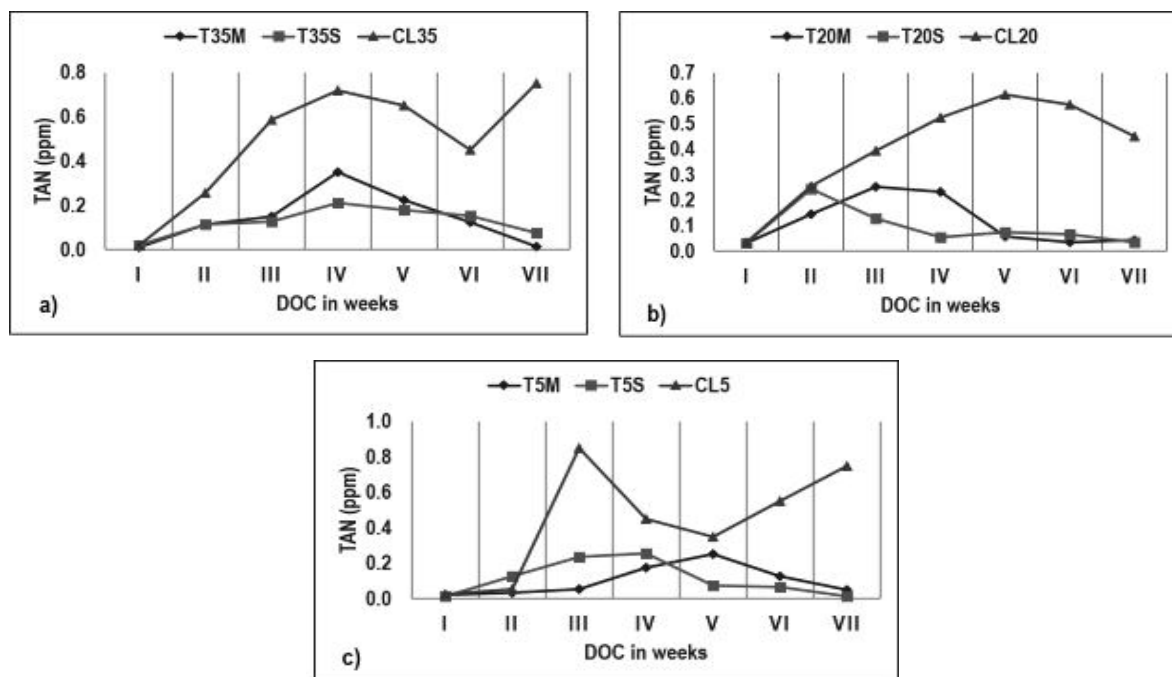 T35M T35S CL35
0.8
0.6
0.4
0.2
0.0
TAN (ppm)
I II III IV V VI VII
DOC in weeks
a)
T20M T20S CL20
0.7
0.6
0.5
0.4
0.3
0.2
0.1
0.0
TAN (ppm)
I II III IV V VI VII
DOC in weeks
b)
T5M T5S CL5
1.0
0.8
0.6
0.4
0.2
0.0
TAN (ppm)
I II III IV V VI VII
DOC in weeks
c)